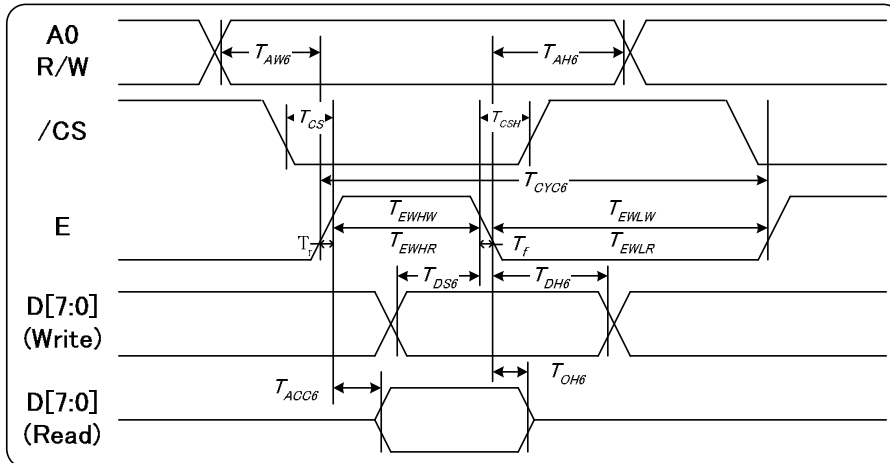 A0
R/W
T_AW6
T_AH6
/CS
T_CS
T_CSH
T_CYC6
E
T_EWHW
T_EWLW
T_r
T_EWHR
T_f
T_EWLR
T_DS6
T_DH6
D[7:0]
(Write)
T_ACC6
T_OH6
D[7:0]
(Read)